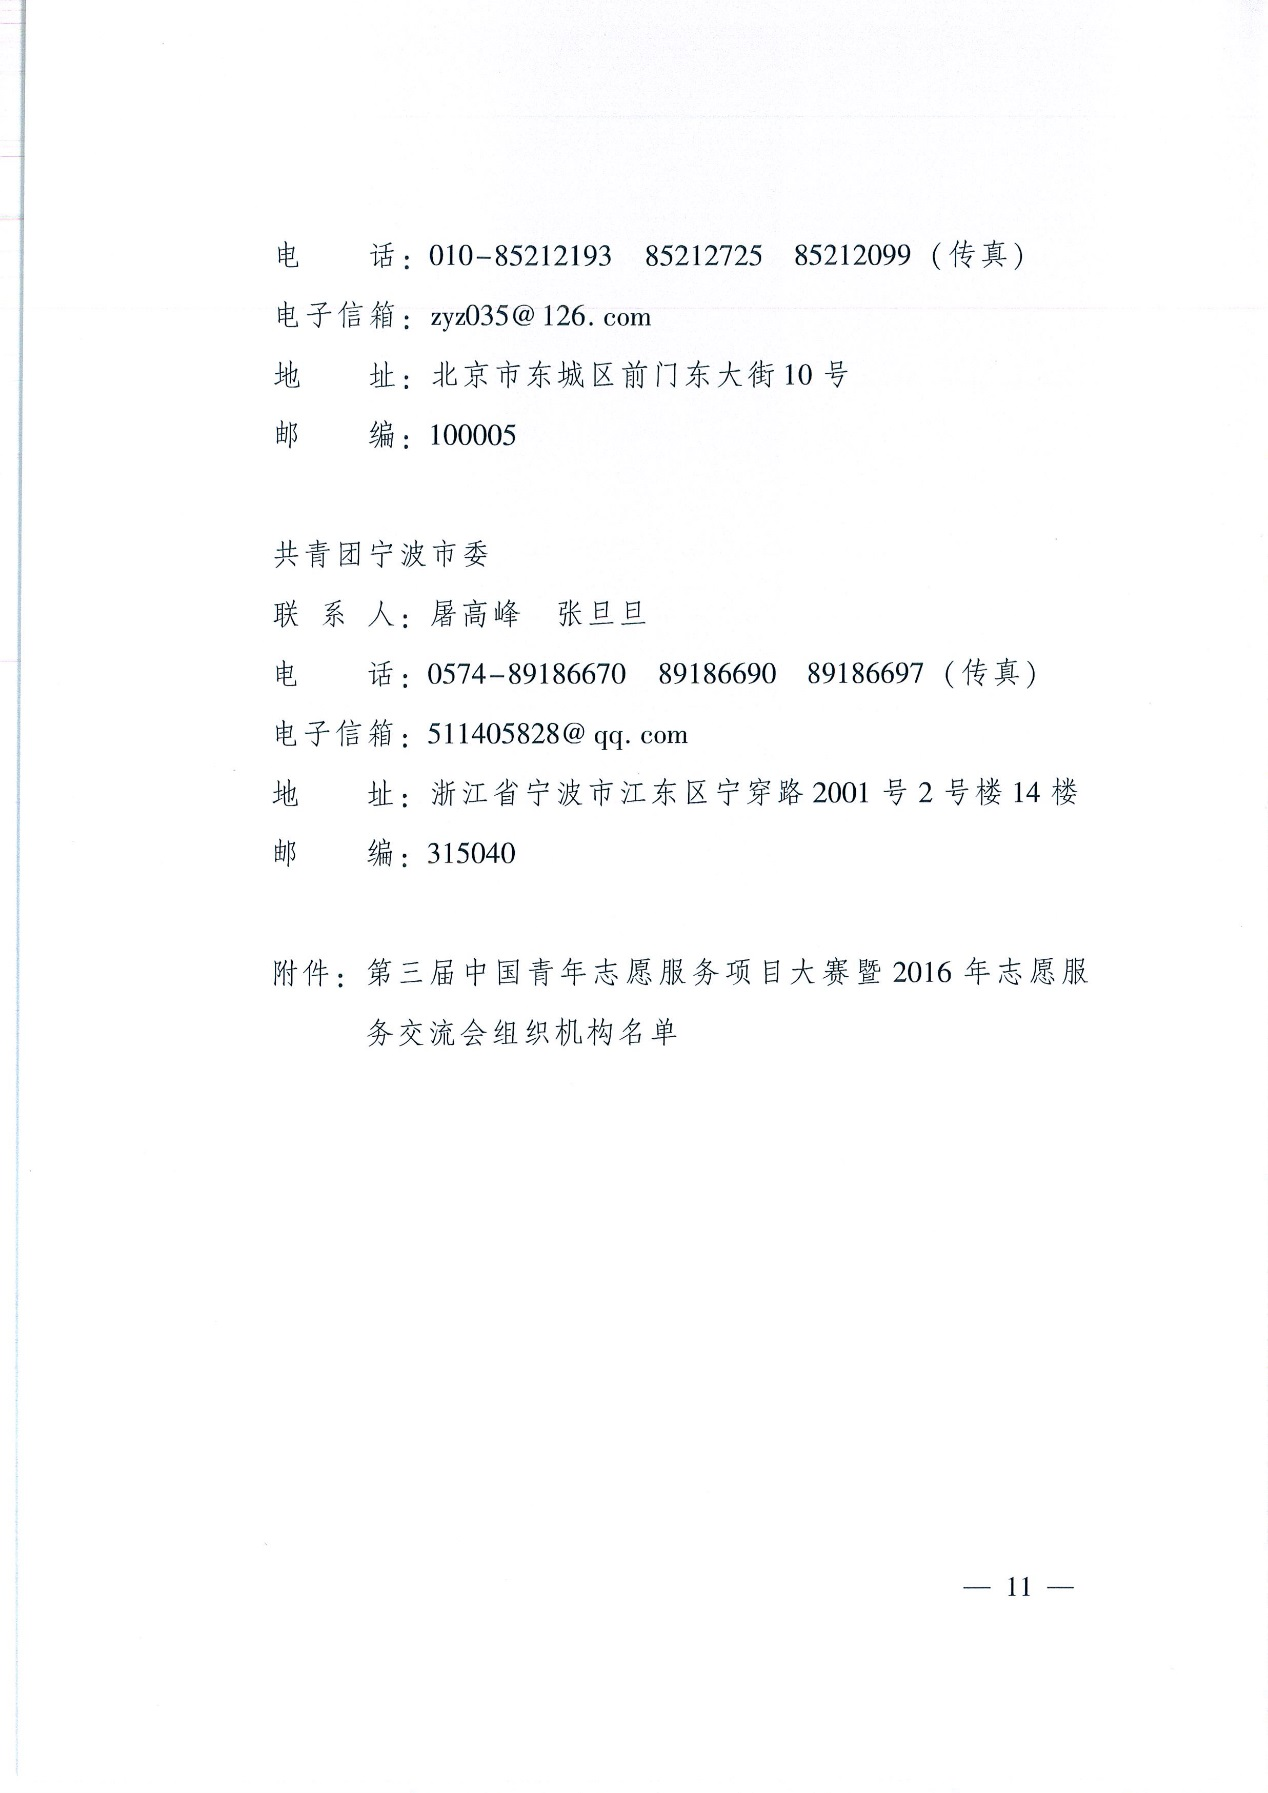 电　　话：010-85212193　85212725　85212099（传真）
电子信箱：zyz035@126.com
地　　址：北京市东城区前门东大街10号
邮　　编：100005
共青团宁波市委
联 系 人：屠高峰　张旦旦
电　　话：0574-89186670　89186690　89186697（传真）
电子信箱：511405828@qq.com
地　　址：浙江省宁波市江东区宁穿路2001号2号楼14楼
邮　　编：315040
附件：第三届中国青年志愿服务项目大赛暨2016年志愿服
务交流会组织机构名单
— 11 —